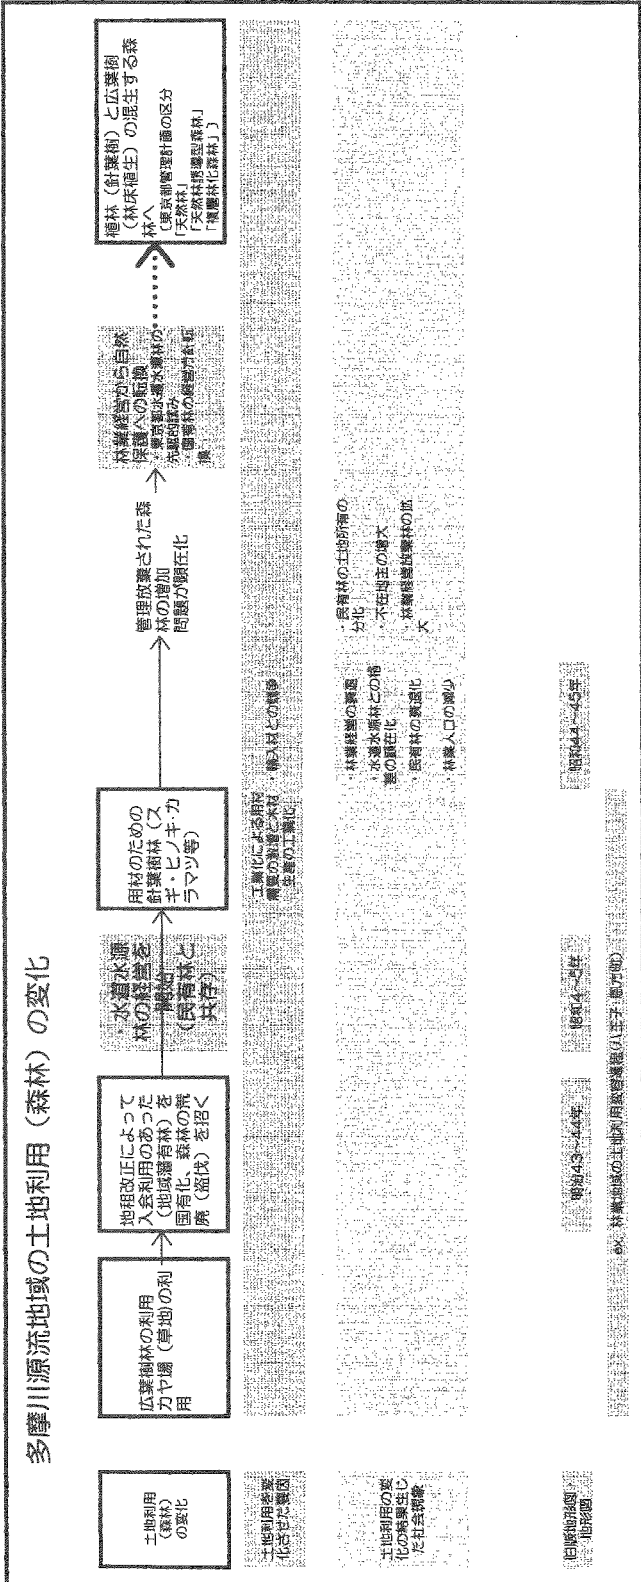 多摩川源流地域の土地利用（森林）の変化
土地利用
（森林）
の変化
広葉樹林の利用
カヤ場（草地）の利
用
地租改正によって
入会利用のあった
（地域藩有林）を
国有化、森林の荒
廃（盗伐）を招く
・水道水源
林の経営を
開始
（民有林と
共存）
用材のための
針葉樹林（ス
ギ・ヒノキ・カ
ラマツ等）
管理放棄された森
林の増加
問題が顕在化
林業経営から自然
保護への転換
・東京都水道水源林の
先駆的試み
・国有林の経営方針転
換
植林（針葉樹）と広葉樹
（林床植生）の混生する森
林へ
（東京都管理計画の区分
「天然林」
「天然林誘導型森林」
「複層林化森林」）
土地利用を変
化させた要因
工業化による用材
需要の激増と木材
生産の工業化
・輸入材との競争
土地利用の変
化の結果生じ
た社会現象
・林業経営の衰退
・水道水源林との格
差の顕在化
・民有林の衰退化
・林業人口の減少
・民有林の土地所有の
分化
・不在地主の増大
・林業経営放棄林の拡
大
旧版地形図
地形図
明治43～44年
昭和4～5年
昭和44～45年
ex. 林業地域の土地利用変容過程（八王子・恩方町）